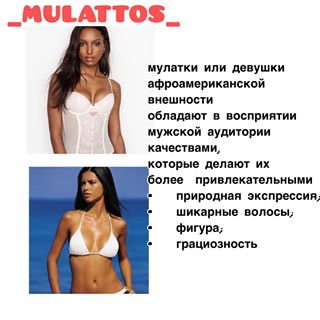 _MULATTOS_
мулатки или девушки
афроамериканской
внешности
обладают в восприятии
мужской аудитории
качествами,
которые делают их
более привлекательными
• природная экспрессия,
• шикарные волосы,
• фигура,
• грациозность